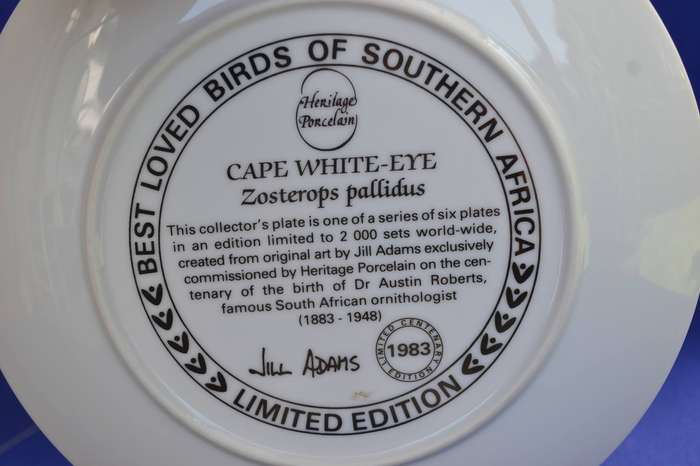 BEST LOVED BIRDS OF SOUTHERN AFRICA
Heritage
Porcelain
CAPE WHITE-EYE
Zosterops pallidus
This collector's plate is one of a series of six plates
in an edition limited to 2 000 sets world-wide,
created from original art by Jill Adams exclusively
commissioned by Heritage Porcelain on the cen-
tenary of the birth of Dr Austin Roberts,
famous South African ornithologist
(1883 - 1948)
JILL ADAMS
LIMITED CENTENARY
1983
EDITION
LIMITED EDITION